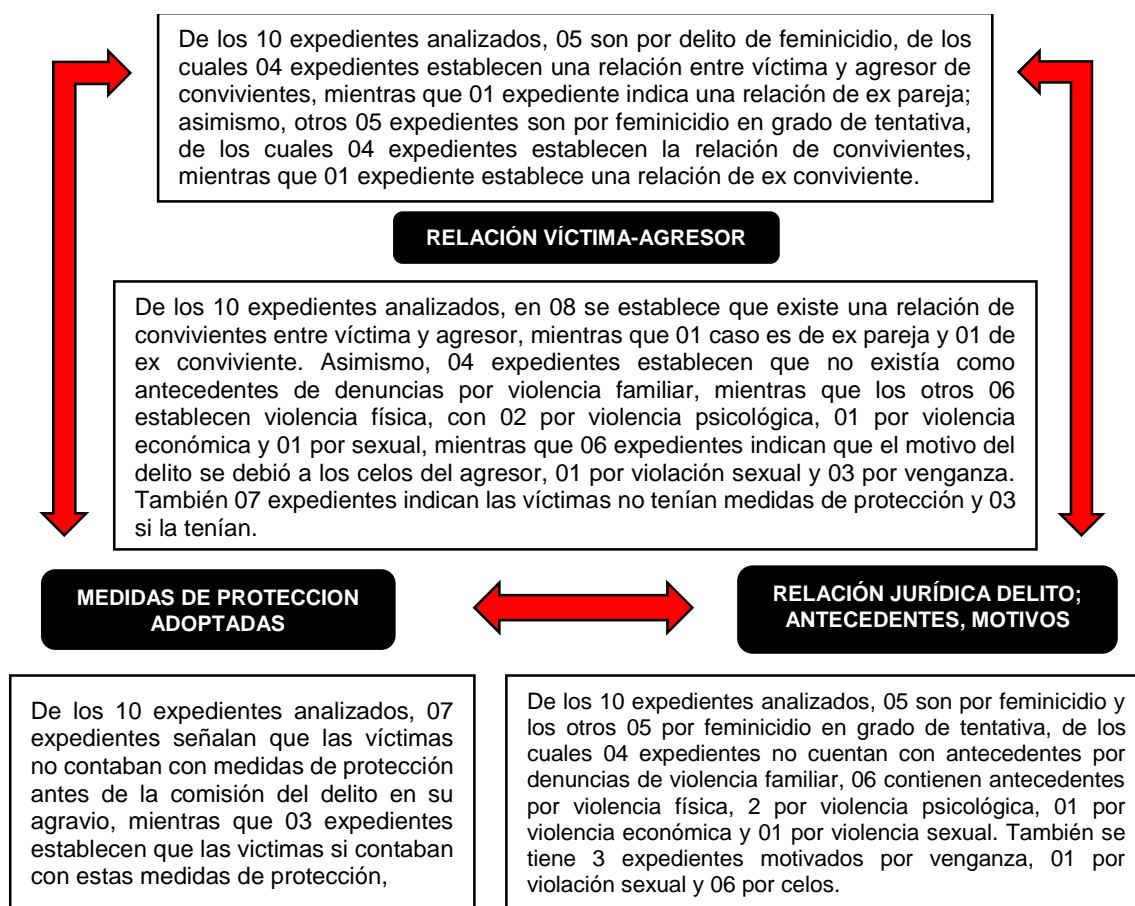 De los 10 expedientes analizados, 05 son por delito de feminicidio, de los
cuales 04 expedientes establecen una relación entre víctima y agresor de
convivientes, mientras que 01 expediente indica una relación de ex pareja;
asimismo, otros 05 expedientes son por feminicidio en grado de tentativa,
de los cuales 04 expedientes establecen la relación de convivientes,
mientras que 01 expediente establece una relación de ex conviviente.
RELACIÓN VÍCTIMA-AGRESOR
De los 10 expedientes analizados, en 08 se establece que existe una relación de
convivientes entre víctima y agresor, mientras que 01 caso es de ex pareja y 01 de
ex conviviente. Asimismo, 04 expedientes establecen que no existía como
antecedentes de denuncias por violencia familiar, mientras que los otros 06
establecen violencia física, con 02 por violencia psicológica, 01 por violencia
económica y 01 por sexual, mientras que 06 expedientes indican que el motivo del
delito se debió a los celos del agresor, 01 por violación sexual y 03 por venganza.
También 07 expedientes indican las víctimas no tenían medidas de protección y 03
si la tenían.
MEDIDAS DE PROTECCION
ADOPTADAS
RELACIÓN JURÍDICA DELITO;
ANTECEDENTES, MOTIVOS
De los 10 expedientes analizados, 07
expedientes señalan que las víctimas
no contaban con medidas de protección
antes de la comisión del delito en su
agravio, mientras que 03 expedientes
establecen que las victimas si contaban
con estas medidas de protección,
De los 10 expedientes analizados, 05 son por feminicidio y
los otros 05 por feminicidio en grado de tentativa, de los
cuales 04 expedientes no cuentan con antecedentes por
denuncias de violencia familiar, 06 contienen antecedentes
por violencia física, 2 por violencia psicológica, 01 por
violencia económica y 01 por violencia sexual. También se
tiene 3 expedientes motivados por venganza, 01 por
violación sexual y 06 por celos.